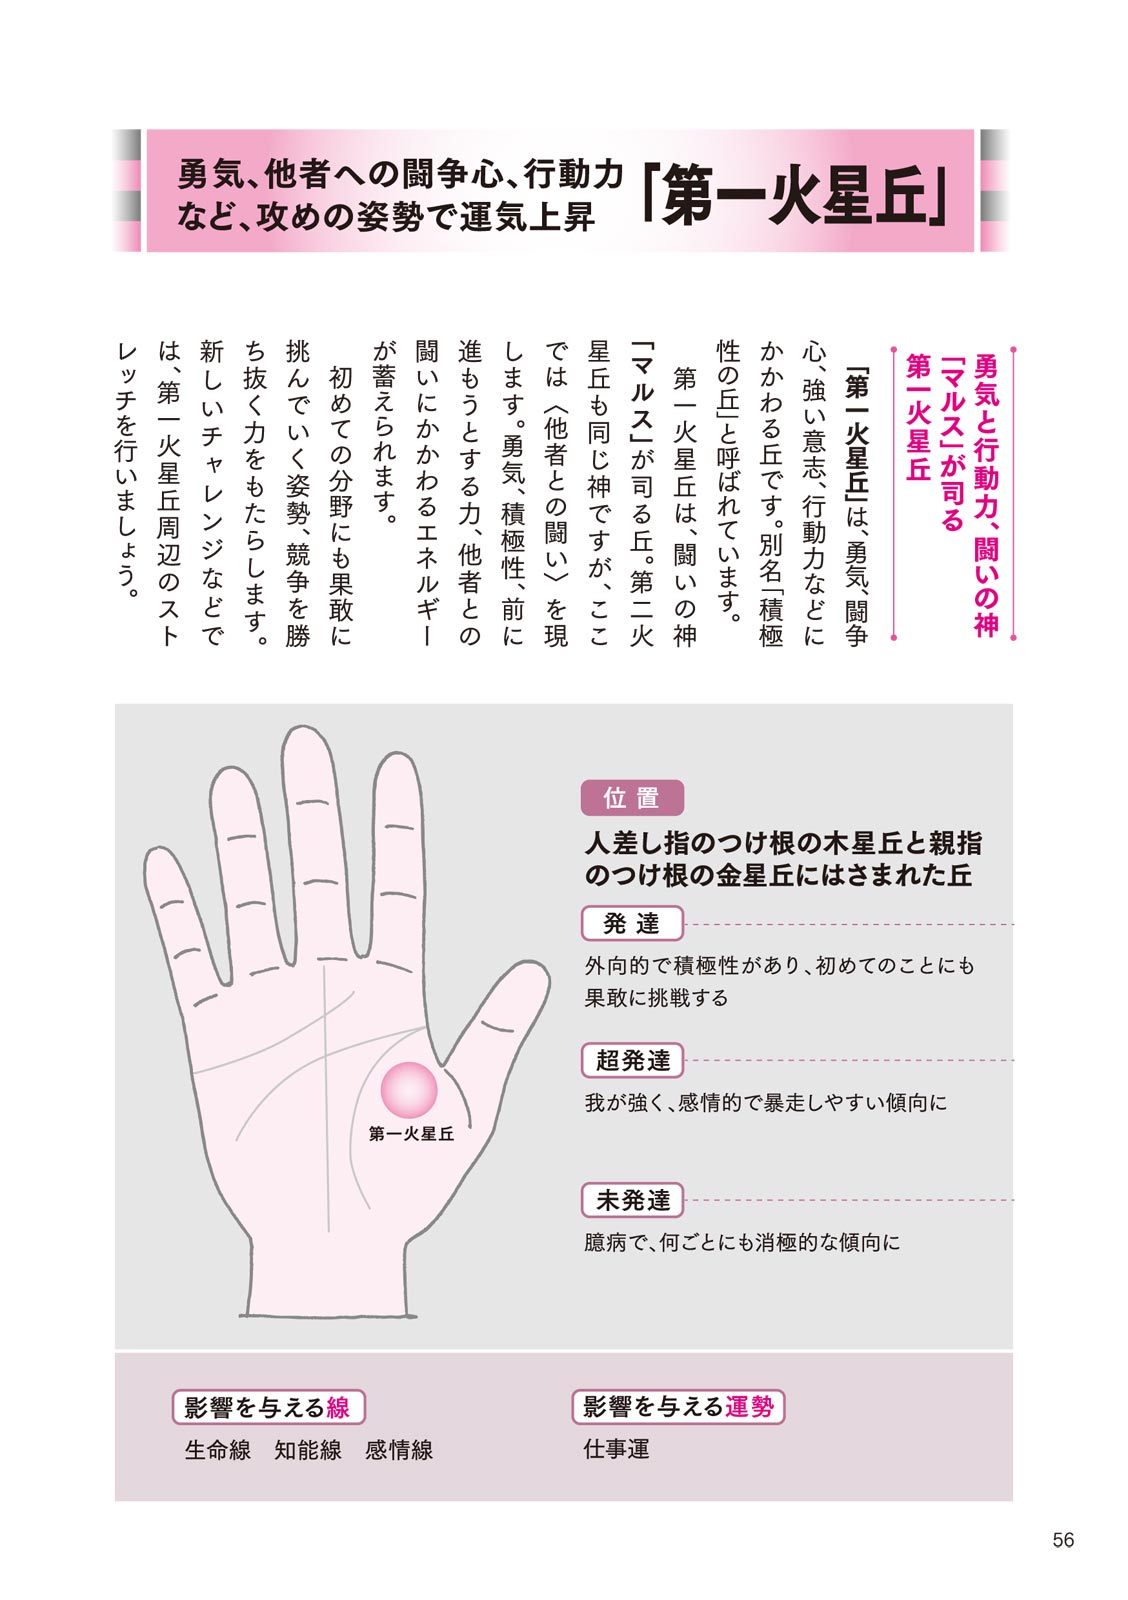 勇気、他者への闘争心、行動力
など、攻めの姿勢で運気上昇
「第一火星丘」
勇気と行動力、闘いの神
「マルス」が司る
第一火星丘
「第一火星丘」は、勇気、闘争
心、強い意志、行動力などに
かかわる丘です。別名「積極
性の丘」と呼ばれています。
第一火星丘は、闘いの神
「マルス」が司る丘。第二火
星丘も同じ神ですが、ここ
では〈他者との闘い〉を現
します。勇気、積極性、前に
進もうとする力、他者との
闘いにかかわるエネルギー
が蓄えられます。
初めての分野にも果敢に
挑んでいく姿勢、競争を勝
ち抜く力をもたらします。
新しいチャレンジなどで
は、第一火星丘周辺のスト
レッチを行いましょう。
位置
人差し指のつけ根の木星丘と親指
のつけ根の金星丘にはさまれた丘
発達
外向的で積極性があり、初めてのことにも
果敢に挑戦する
超発達
我が強く、感情的で暴走しやすい傾向に
未発達
臆病で、何ごとにも消極的な傾向に
第一火星丘
影響を与える線
生命線　知能線　感情線
影響を与える運勢
仕事運
56